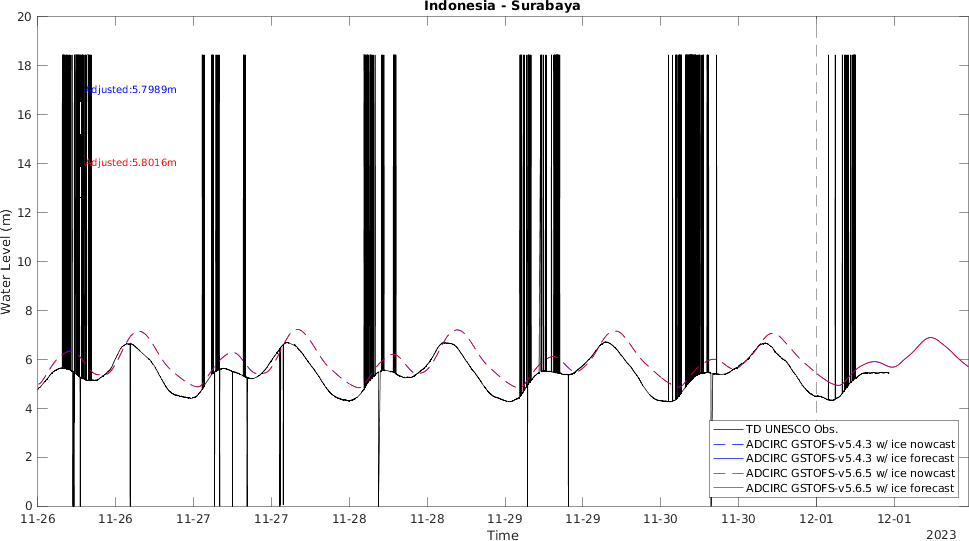 Indonesia - Surabaya
20
18
16
14
12
10
8
6
4
2
0
Water Level (m)
Adjusted:5.7989m
Adjusted:5.8016m
TD UNESCO Obs.
ADCIRC GSTOFS-v5.4.3 w/ ice nowcast
ADCIRC GSTOFS-v5.4.3 w/ ice forecast
ADCIRC GSTOFS-v5.6.5 w/ ice nowcast
ADCIRC GSTOFS-v5.6.5 w/ ice forecast
11-26 11-26 11-27 11-27 11-28 11-28 11-29 11-29 11-30 11-30 12-01 12-01
Time
2023